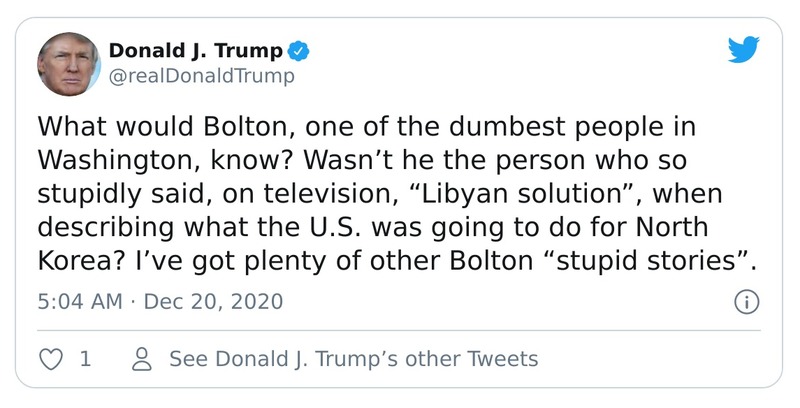 Donald J. Trump
@realDonaldTrump
What would Bolton, one of the dumbest people in
Washington, know? Wasn’t he the person who so
stupidly said, on television, “Libyan solution”, when
describing what the U.S. was going to do for North
Korea? I’ve got plenty of other Bolton “stupid stories”.
5:04 AM · Dec 20, 2020
1 See Donald J. Trump’s other Tweets